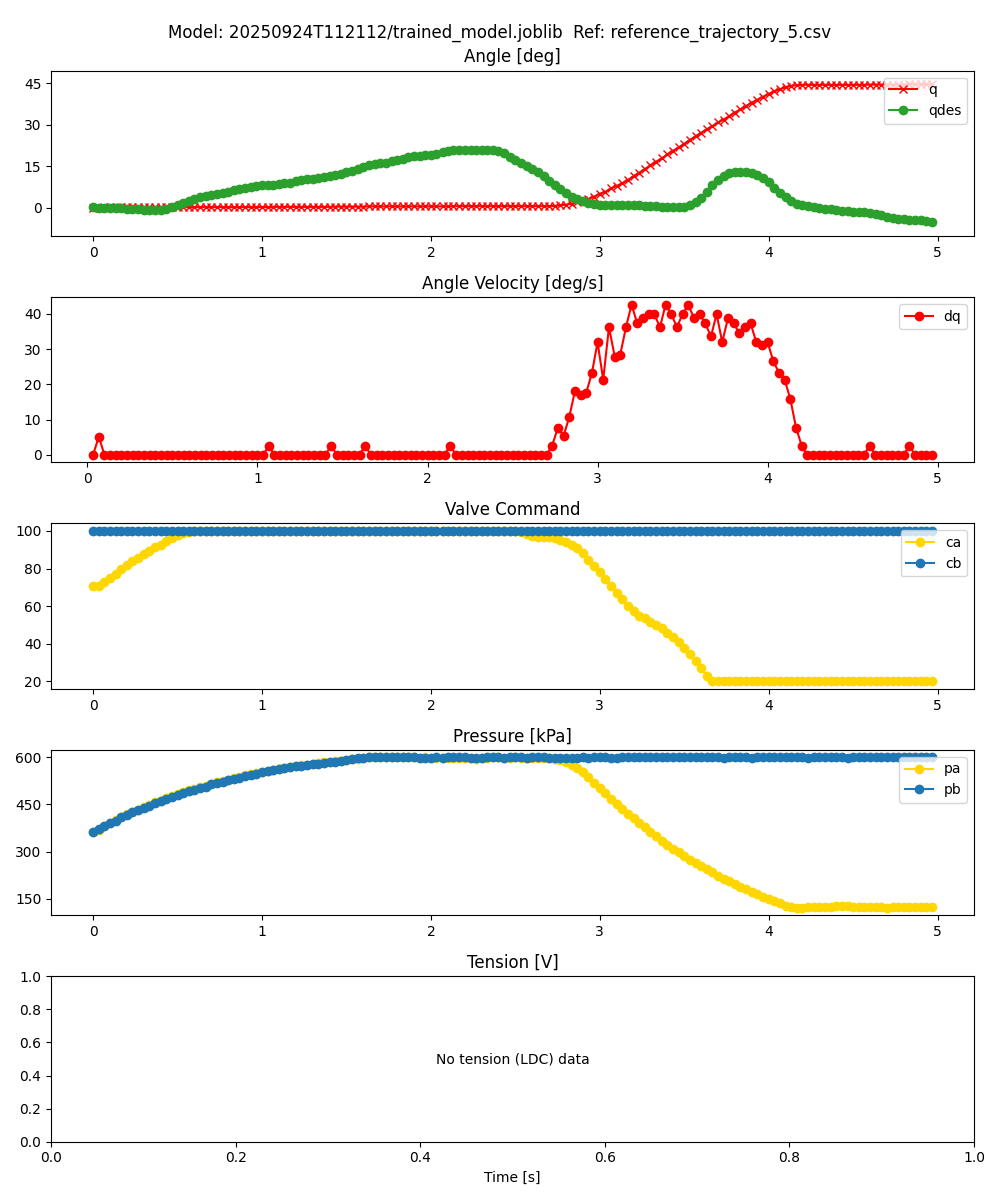 Model: 20250924T112112/trained_model.joblib  Ref: reference_trajectory_5.csv
Angle [deg]
45
30
15
0
q
qdes
0 1 2 3 4 5
Angle Velocity [deg/s]
40
30
20
10
0
dq
0 1 2 3 4 5
Valve Command
100
80
60
40
20
ca
cb
0 1 2 3 4 5
Pressure [kPa]
600
450
300
150
pa
pb
0 1 2 3 4 5
Tension [V]
1.0
0.8
0.6
0.4
0.2
0.0
No tension (LDC) data
0.0 0.2 0.4 0.6 0.8 1.0
Time [s]